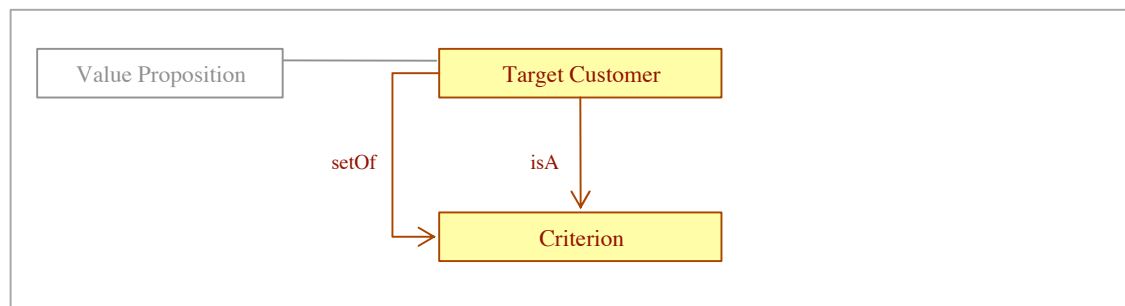 Value Proposition
Target Customer
setOf
isA
Criterion